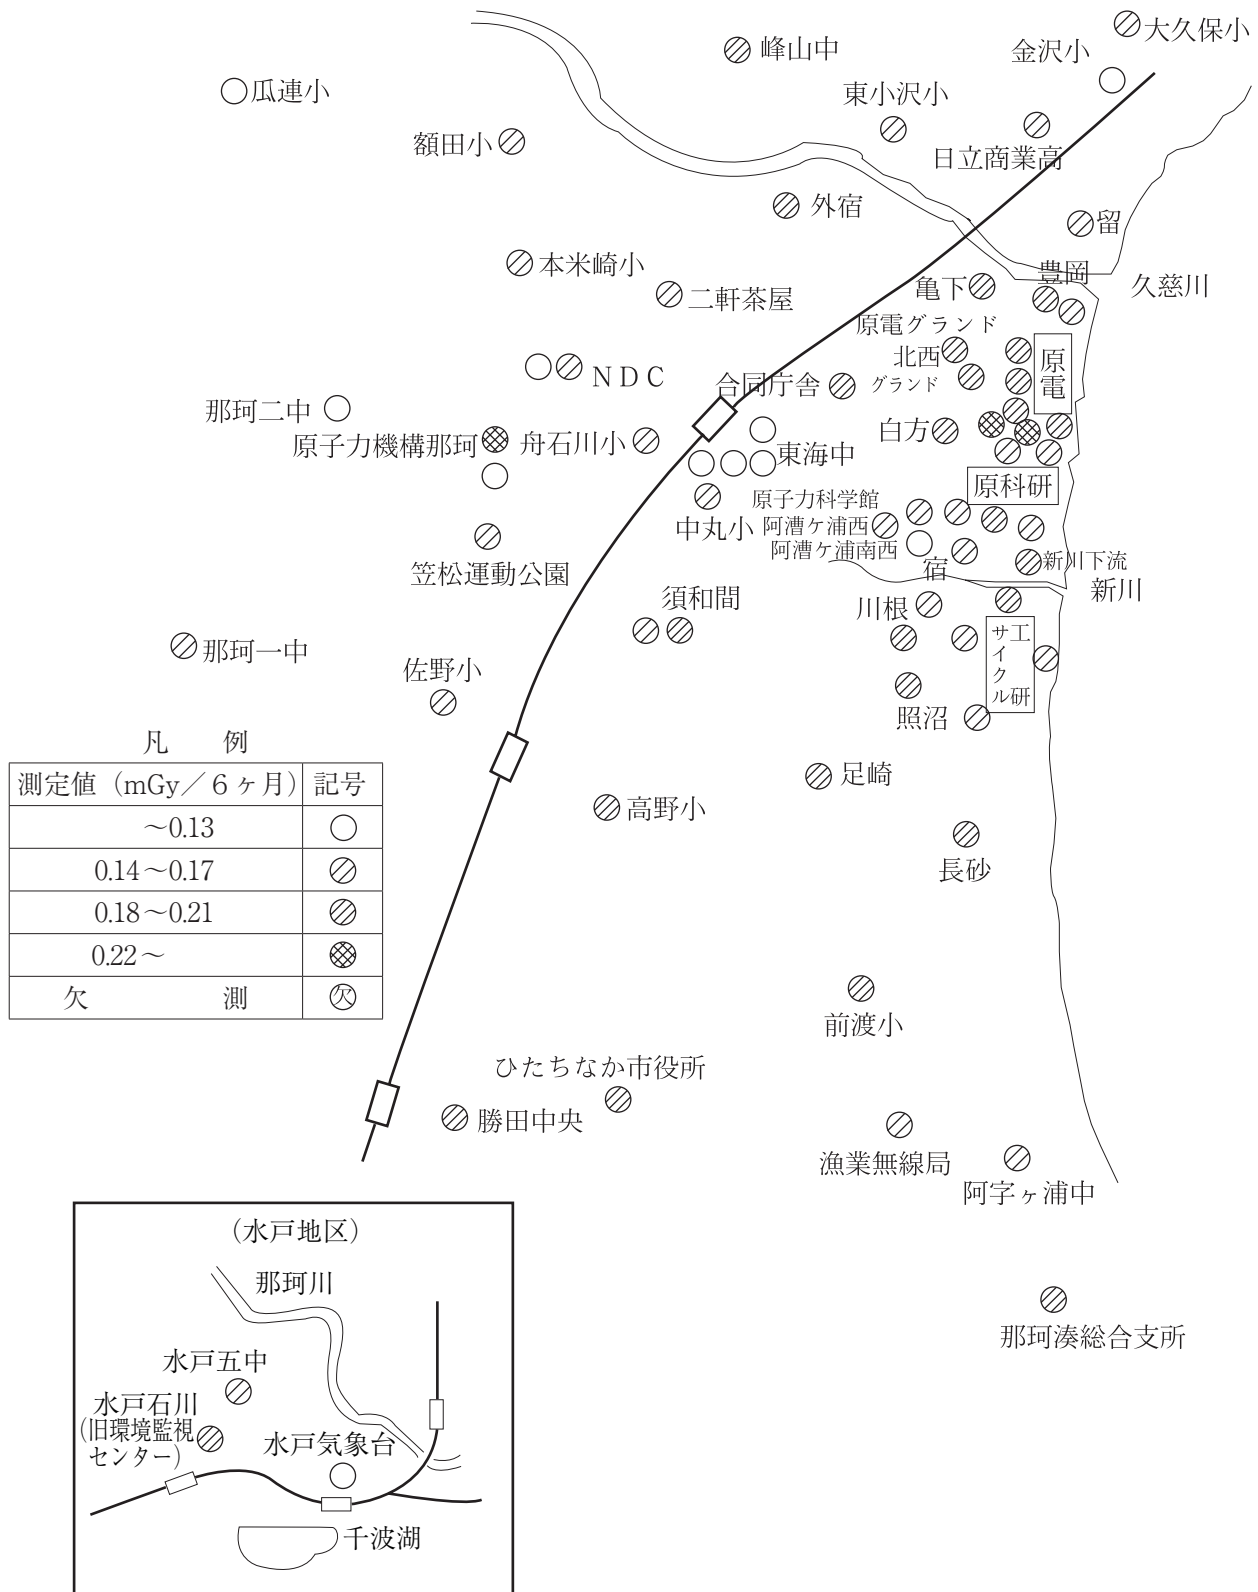 大久保小
金沢小
峰山中
瓜連小
東小沢小
額田小
日立商業高
外宿
留
本米崎小
豊岡
久慈川
二軒茶屋
亀下
原電グランド
北西
原電
NDC
合同庁舎
グランド
那珂二中
原子力機構那珂
舟石川小
白方
東海中
原科研
原子力科学館
中丸小
阿漕ケ浦西
阿漕ケ浦南西
新川下流
笠松運動公園
宿
新川
須和間
川根
サイクル工研
那珂一中
佐野小
照沼
凡 例
測定値(mGy/6ヶ月) 記号
~0.13
0.14~0.17
0.18~0.21
0.22~
欠 測 欠
足崎
高野小
長砂
前渡小
ひたちなか市役所
勝田中央
漁業無線局
阿字ヶ浦中
那珂湊総合支所
(水戸地区)
那珂川
水戸五中
水戸石川
(旧環境監視
センター)
水戸気象台
千波湖